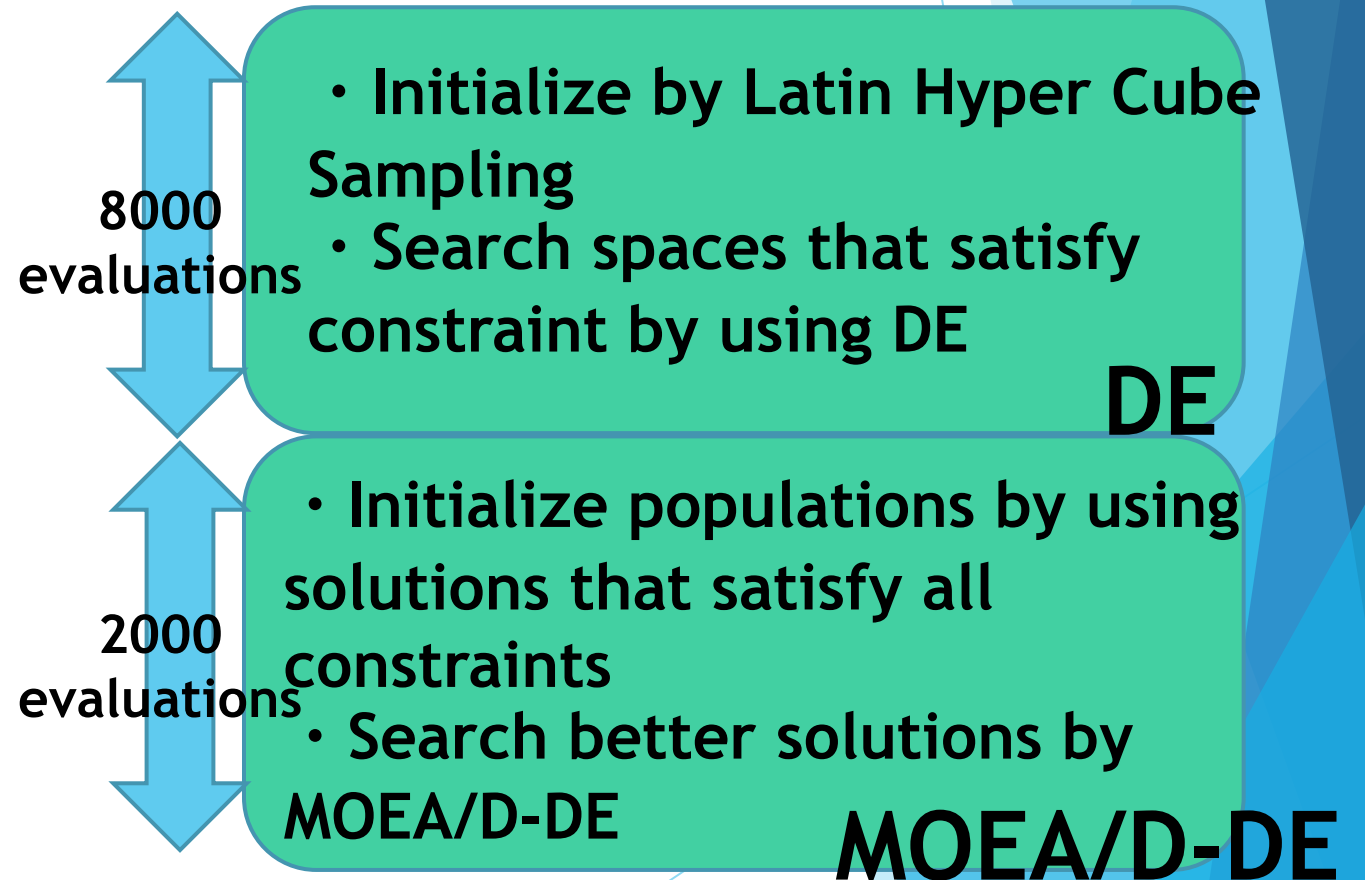 8000
evaluations
・Initialize by Latin Hyper Cube
Sampling
・Search spaces that satisfy
constraint by using DE
DE
2000
evaluations
・Initialize populations by using
solutions that satisfy all
constraints
・Search better solutions by
MOEA/D-DE
MOEA/D-DE